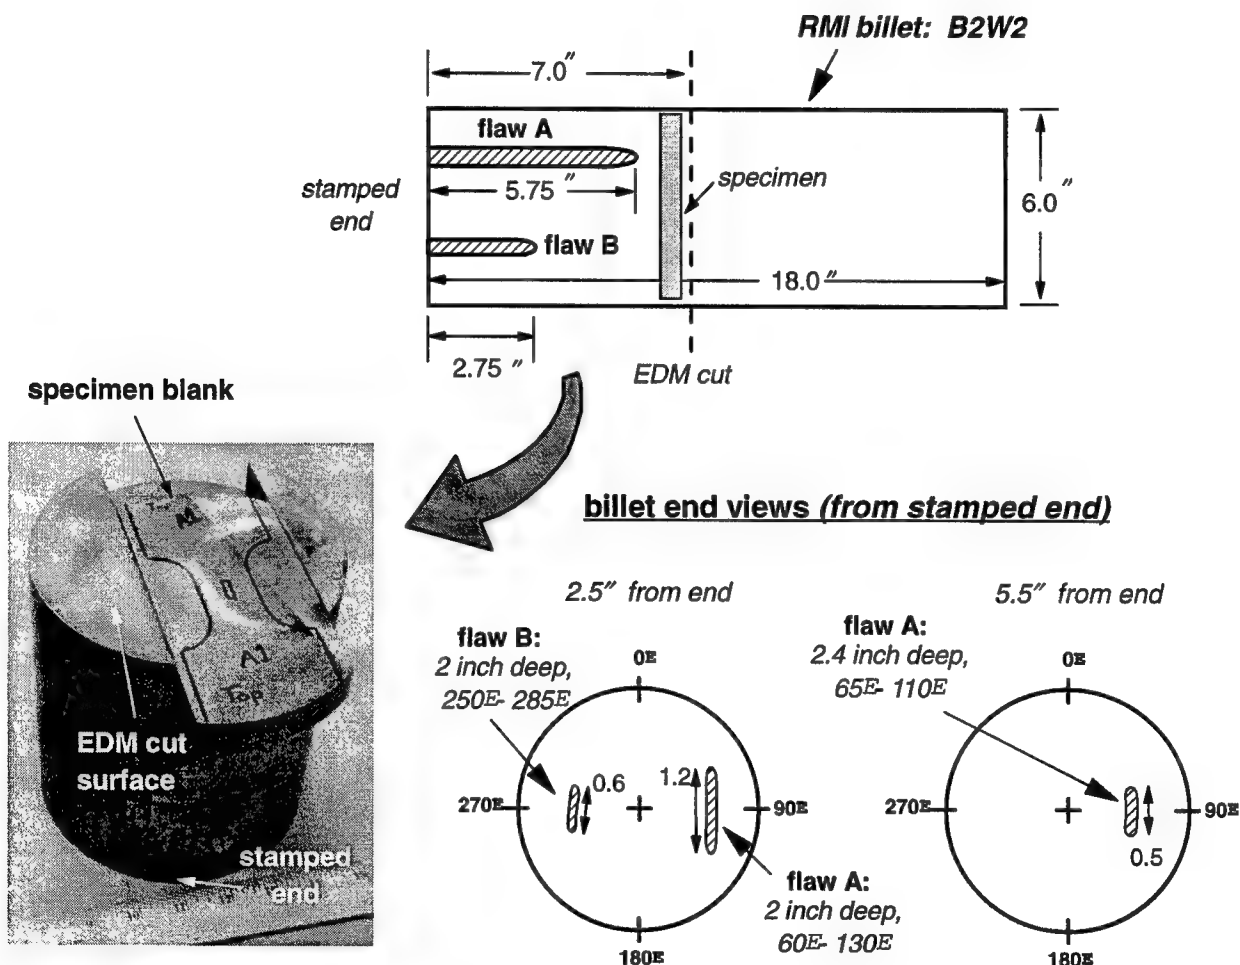 RMI billet: B2W2
7.0″
flaw A
5.75 ″
stamped
end
specimen
6.0″
flaw B
18.0″
2.75 ″
EDM cut
specimen blank
Top
A1
A1
Top
EDM cut
surface
stamped
end
billet end views (from stamped end)
2.5″ from end
flaw B:
2 inch deep,
250E- 285E
0E
270E
0.6
1.2
90E
180E
flaw A:
2 inch deep,
60E- 130E
5.5″ from end
flaw A:
2.4 inch deep,
65E- 110E
0E
270E
90E
0.5
180E